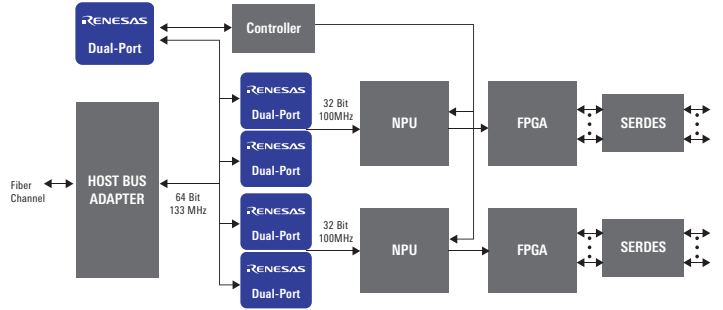 RENESAS
Dual-Port
Controller
RENESAS
Dual-Port
32 Bit
100MHz
NPU
FPGA
SERDES
RENESAS
Dual-Port
Fiber
Channel
HOST BUS
ADAPTER
64 Bit
133 MHz
RENESAS
Dual-Port
32 Bit
100MHz
NPU
FPGA
SERDES
RENESAS
Dual-Port